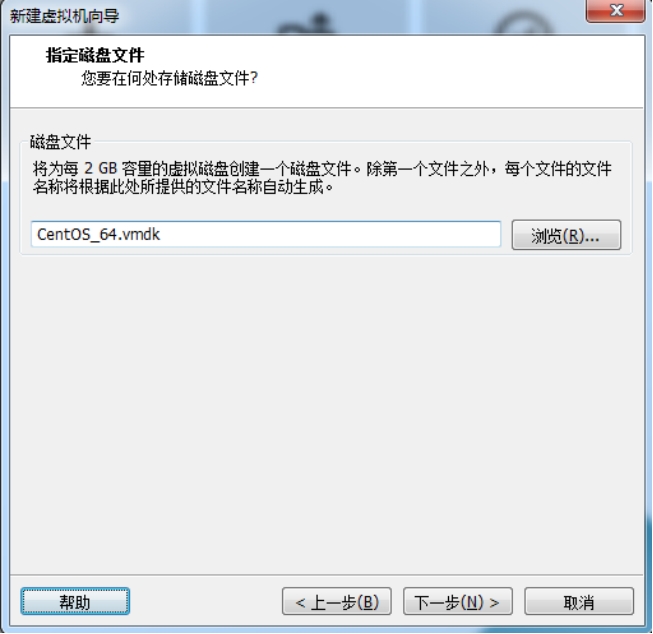 新建虚拟机向导
指定磁盘文件
您要在何处存储磁盘文件?
磁盘文件
将为每 2 GB 容量的虚拟磁盘创建一个磁盘文件。除第一个文件之外，每个文件的文件
名称将根据此处所提供的文件名称自动生成。
CentOS_64.vmdk
浏览(R)...
帮助
< 上一步(B)
下一步(N) >
取消